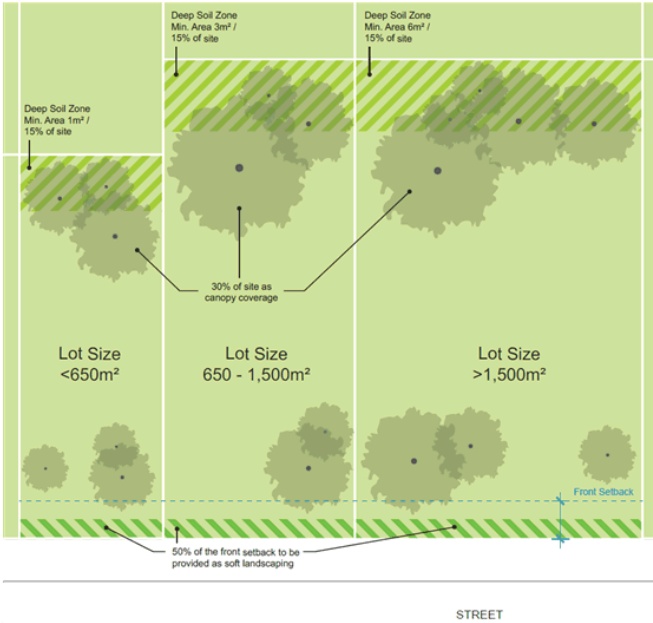 Deep Soil Zone
Min. Area 3m² /
15% of site
Deep Soil Zone
Min. Area 6m² /
15% of site
Deep Soil Zone
Min. Area 1m² /
15% of site
30% of site as
canopy coverage
Lot Size
<650m²
Lot Size
650 - 1,500m²
Lot Size
>1,500m²
Front Setback
50% of the front setback to be
provided as soft landscaping
STREET